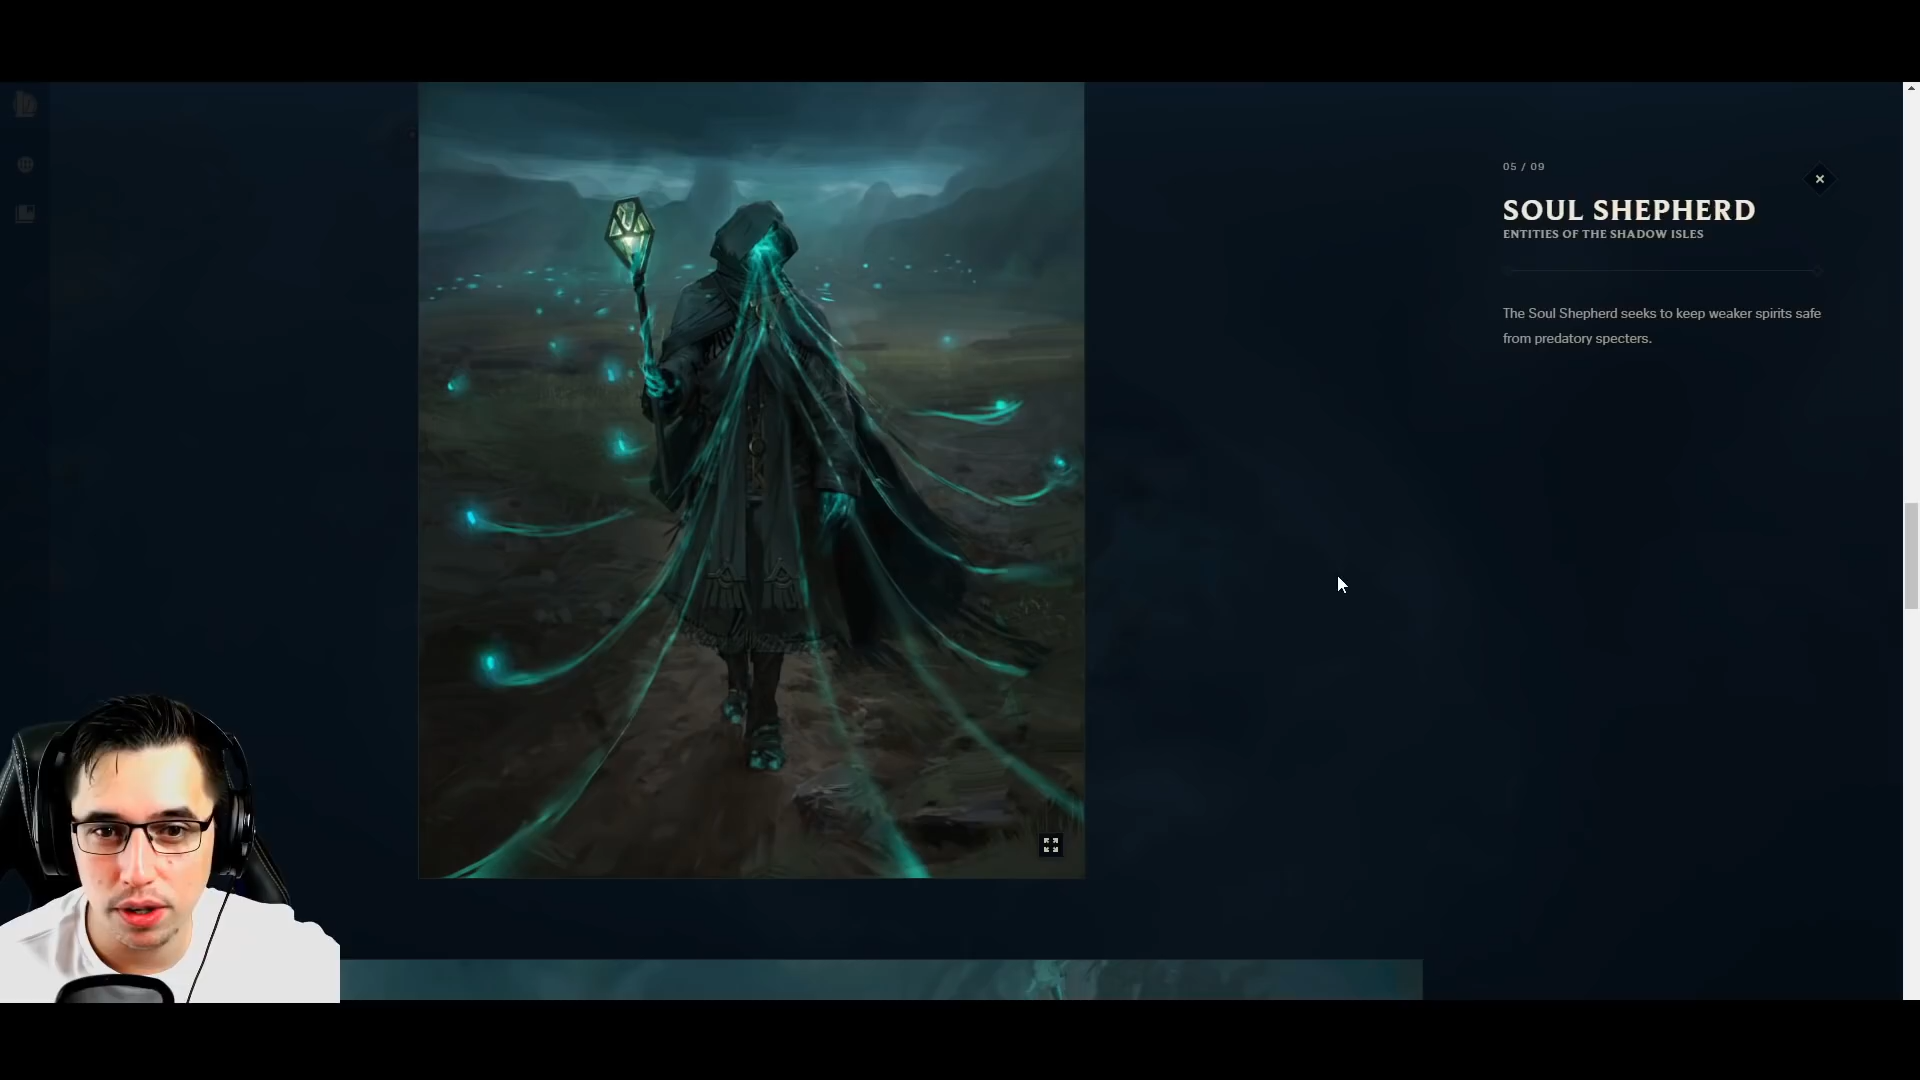 05 / 09
SOUL SHEPHERD
ENTITIES OF THE SHADOW ISLES
The Soul Shepherd seeks to keep weaker spirits safe
from predatory specters.